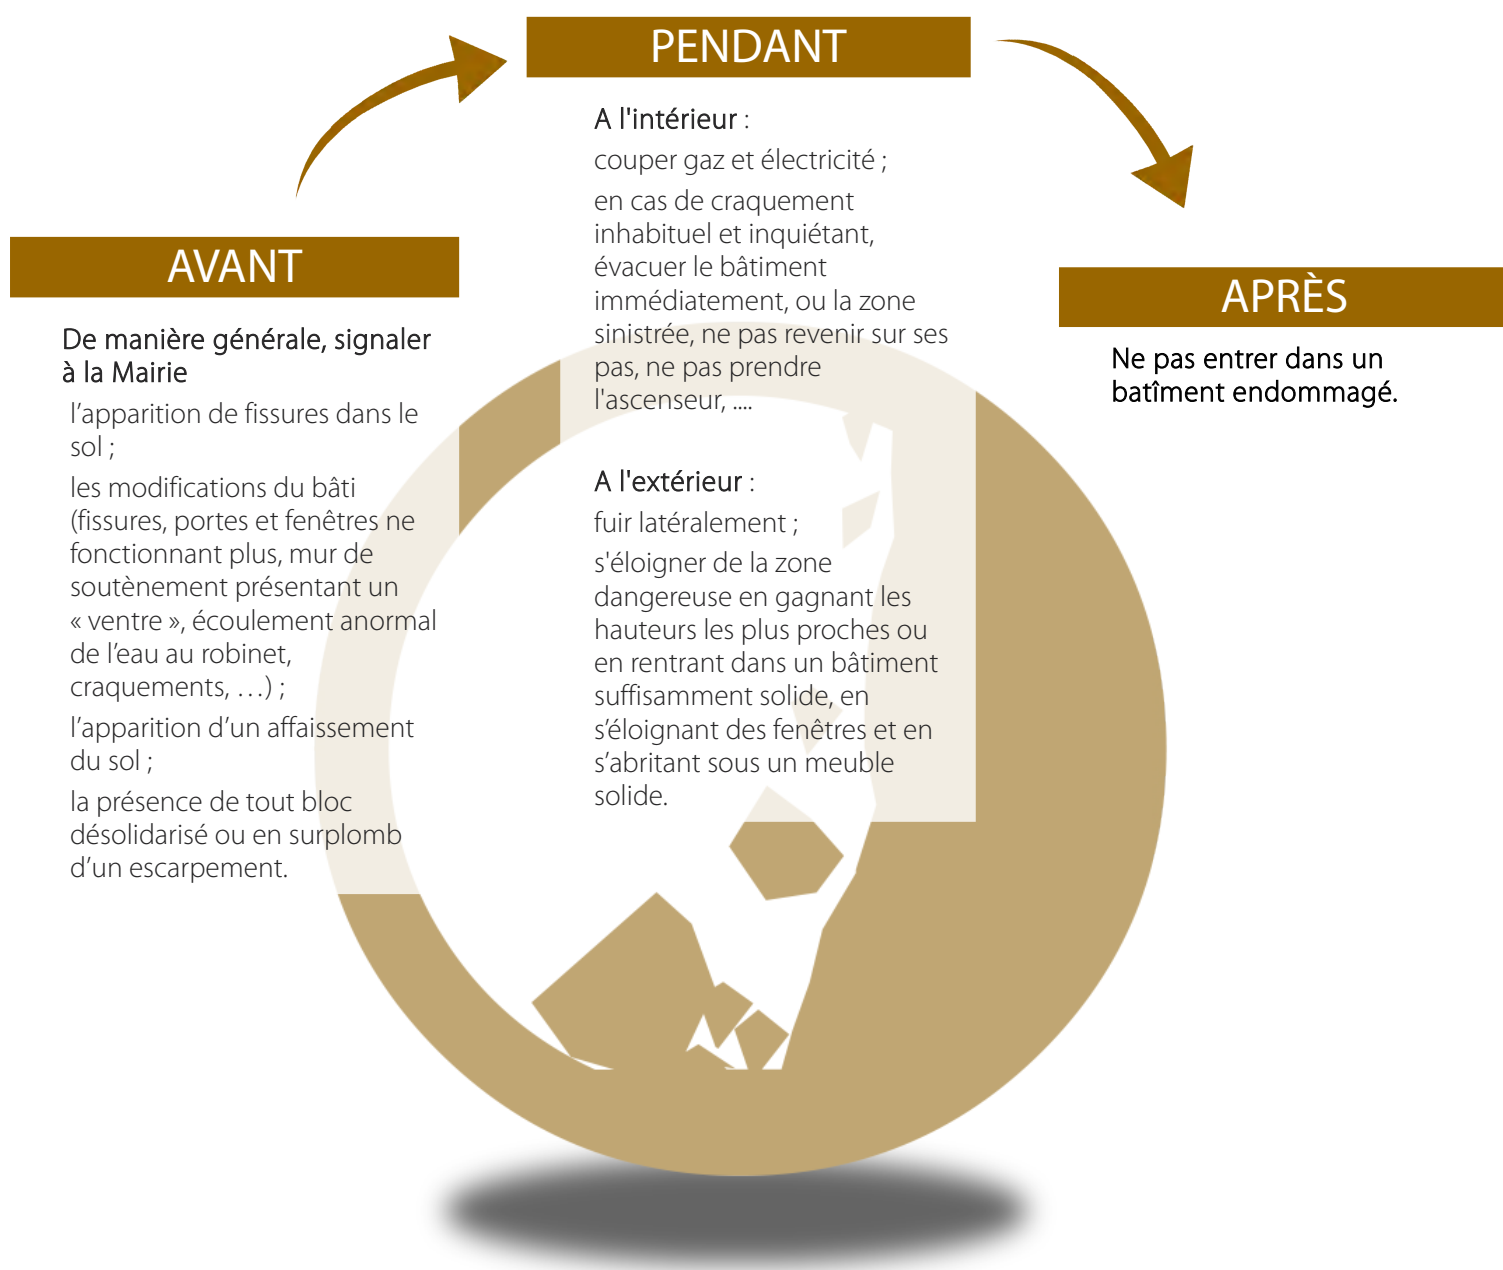 PENDANT
A l'intérieur :
couper gaz et électricité ;
en cas de craquement
inhabituel et inquiétant,
évacuer le bâtiment
immédiatement, ou la zone
sinistrée, ne pas revenir sur ses
pas, ne pas prendre
l'ascenseur, ....
A l'extérieur :
fuir latéralement ;
s'éloigner de la zone
dangereuse en gagnant les
hauteurs les plus proches ou
en rentrant dans un bâtiment
suffisamment solide, en
s’éloignant des fenêtres et en
s’abritant sous un meuble
solide.
AVANT
De manière générale, signaler
à la Mairie
l’apparition de fissures dans le
sol ;
les modifications du bâti
(fissures, portes et fenêtres ne
fonctionnant plus, mur de
soutènement présentant un
« ventre », écoulement anormal
de l’eau au robinet,
craquements, …) ;
l’apparition d’un affaissement
du sol ;
la présence de tout bloc
désolidarisé ou en surplomb
d’un escarpement.
APRÈS
Ne pas entrer dans un
batîment endommagé.